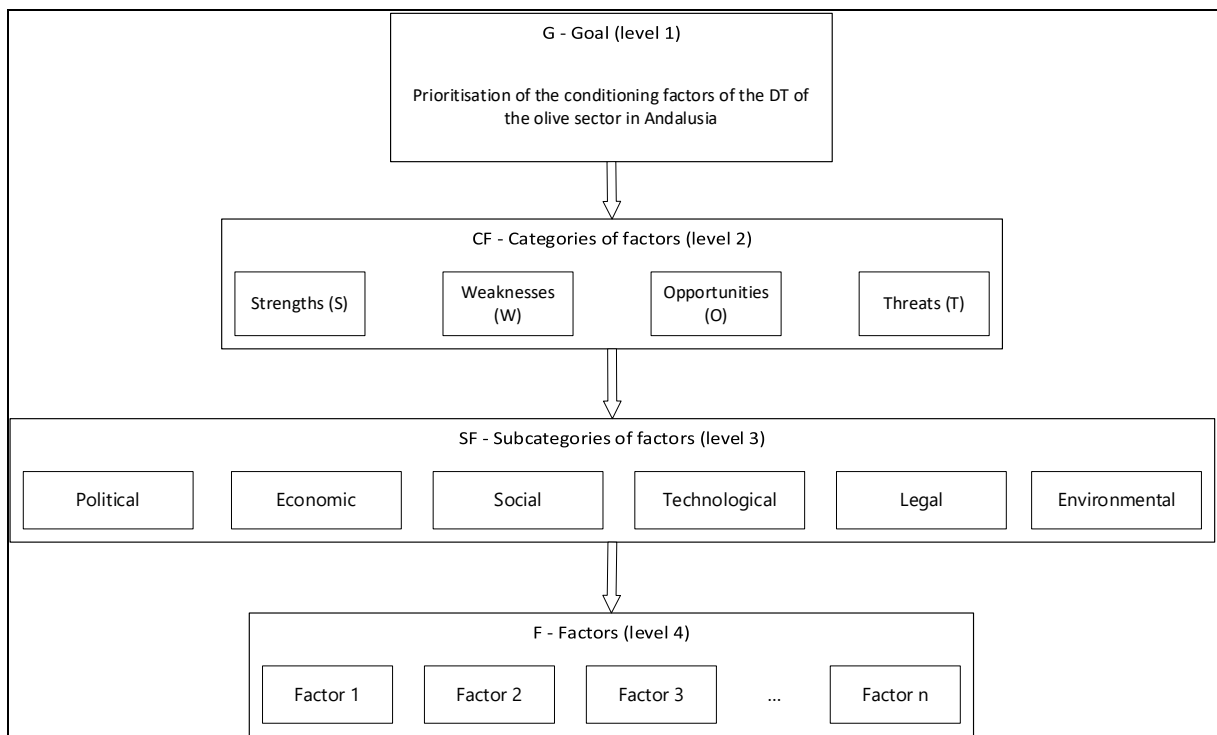 G - Goal (level 1)
Prioritisation of the conditioning factors of the DT of
the olive sector in Andalusia
CF - Categories of factors (level 2)
Strengths (S)
Weaknesses
(W)
Opportunities
(O)
Threats (T)
SF - Subcategories of factors (level 3)
Political
Economic
Social
Technological
Legal
Environmental
F - Factors (level 4)
Factor 1
Factor 2
Factor 3
...
Factor n